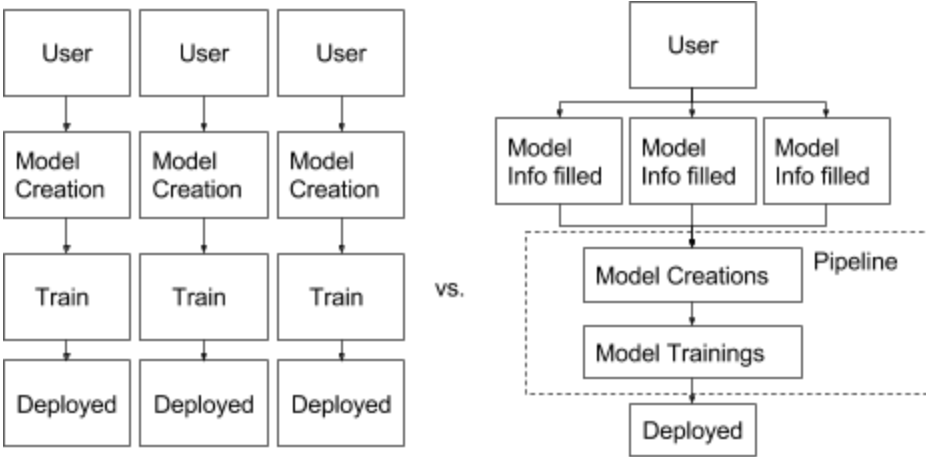 User
User
User
Model
Creation
Model
Creation
Model
Creation
Train
Train
Train
Deployed
Deployed
Deployed
vs.
User
Model
Info filled
Model
Info filled
Model
Info filled
Pipeline
Model Creations
Model Trainings
Deployed